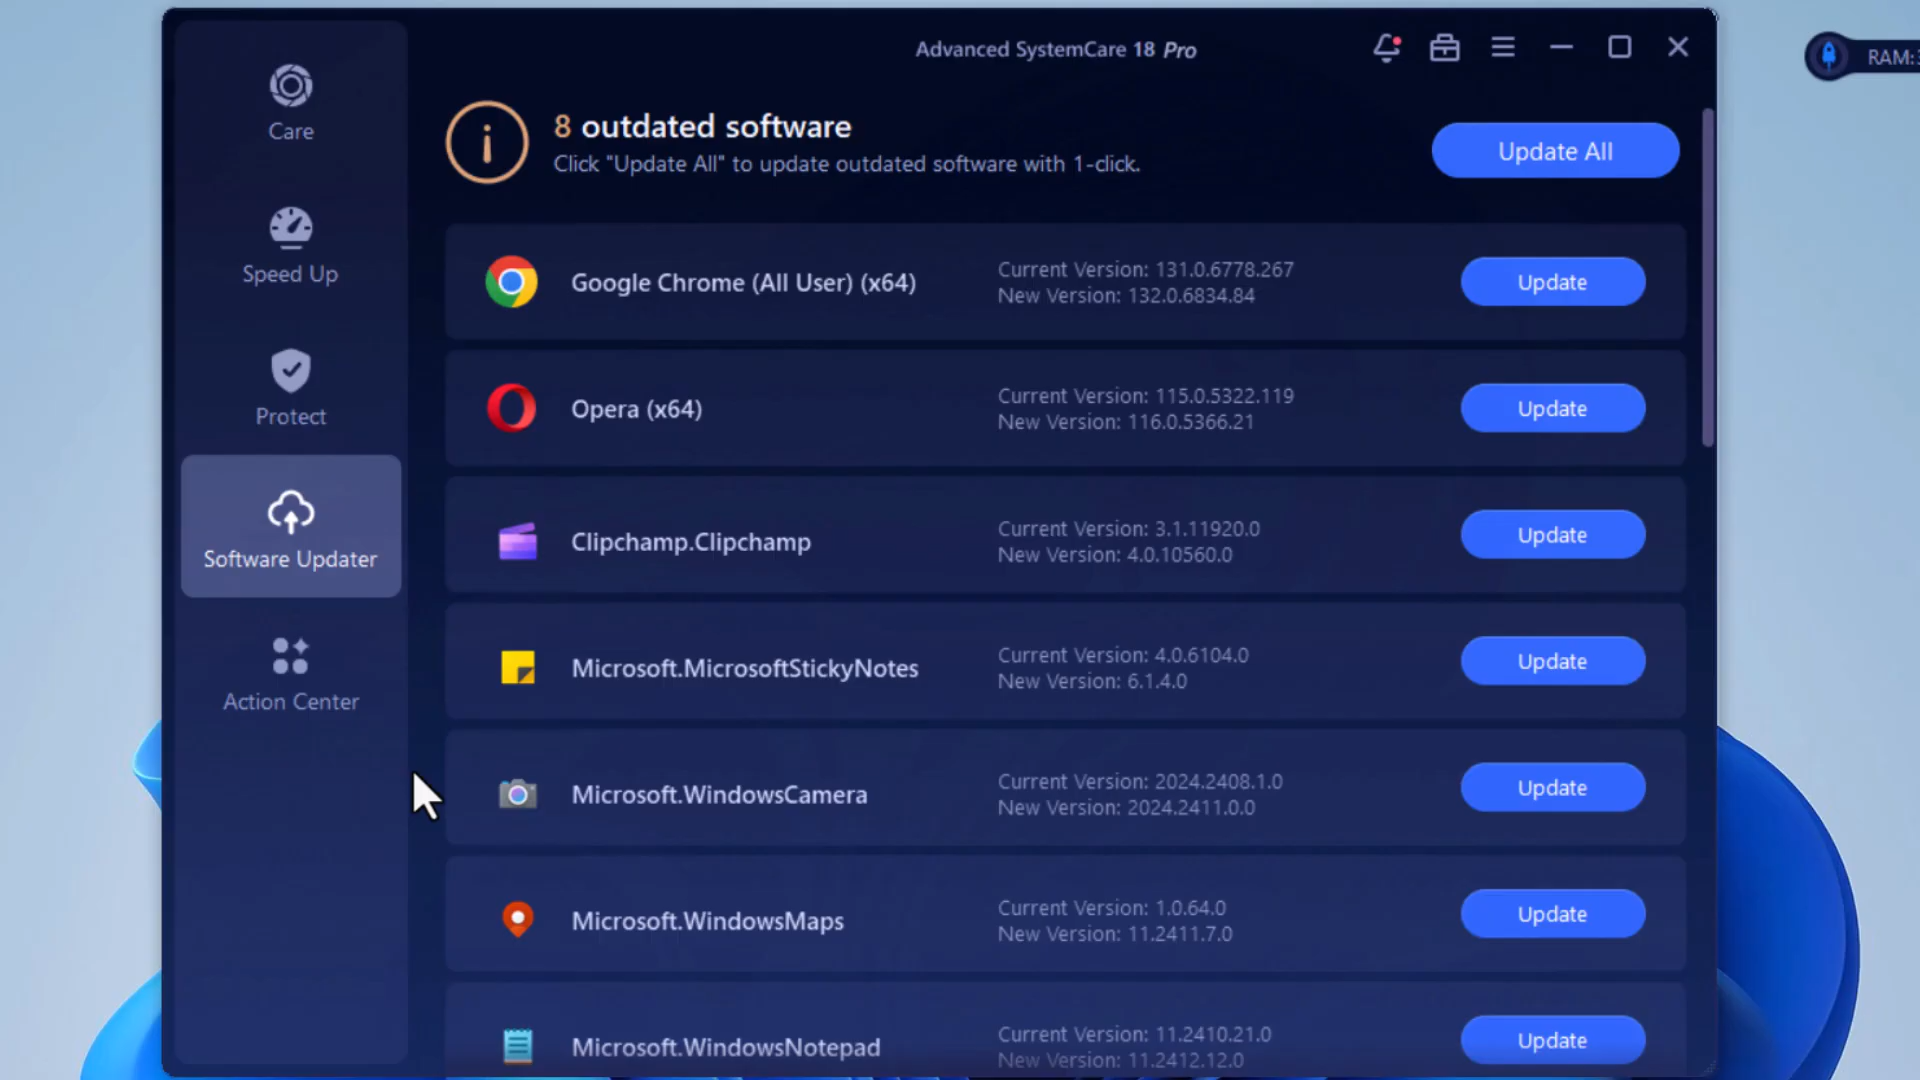 Advanced SystemCare 18 Pro
RAM:
Care
Speed Up
Protect
Software Updater
Action Center
8 outdated software
Click "Update All" to update outdated software with 1-click.
Update All
Google Chrome (All User) (x64)
Current Version: 131.0.6778.267
New Version: 132.0.6834.84
Update
Opera (x64)
Current Version: 115.0.5322.119
New Version: 116.0.5366.21
Update
Clipchamp.Clipchamp
Current Version: 3.1.11920.0
New Version: 4.0.10560.0
Update
Microsoft.MicrosoftStickyNotes
Current Version: 4.0.6104.0
New Version: 6.1.4.0
Update
Microsoft.WindowsCamera
Current Version: 2024.2408.1.0
New Version: 2024.2411.0.0
Update
Microsoft.WindowsMaps
Current Version: 1.0.64.0
New Version: 11.2411.7.0
Update
Microsoft.WindowsNotepad
Current Version: 11.2410.21.0
New Version: 11.2412.12.0
Update